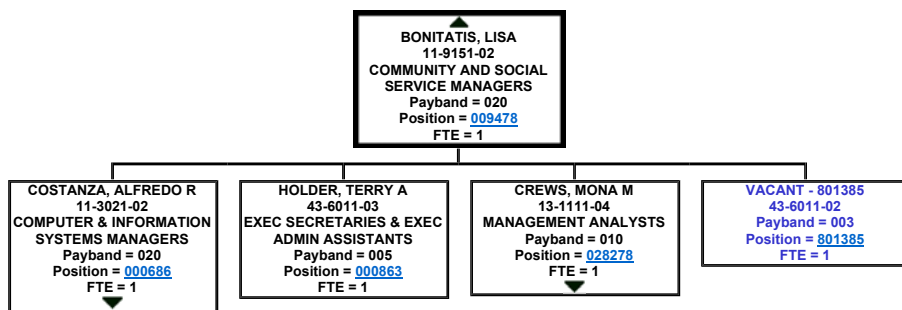 BONITATIS, LISA
11-9151-02
COMMUNITY AND SOCIAL
SERVICE MANAGERS
Payband = 020
Position = 009478
FTE = 1
COSTANZA, ALFREDO R
11-3021-02
COMPUTER & INFORMATION
SYSTEMS MANAGERS
Payband = 020
Position = 000686
FTE = 1
HOLDER, TERRY A
43-6011-03
EXEC SECRETARIES & EXEC
ADMIN ASSISTANTS
Payband = 005
Position = 000863
FTE = 1
CREWS, MONA M
13-1111-04
MANAGEMENT ANALYSTS
Payband = 010
Position = 028278
FTE = 1
VACANT - 801385
43-6011-02
Payband = 003
Position = 801385
FTE = 1